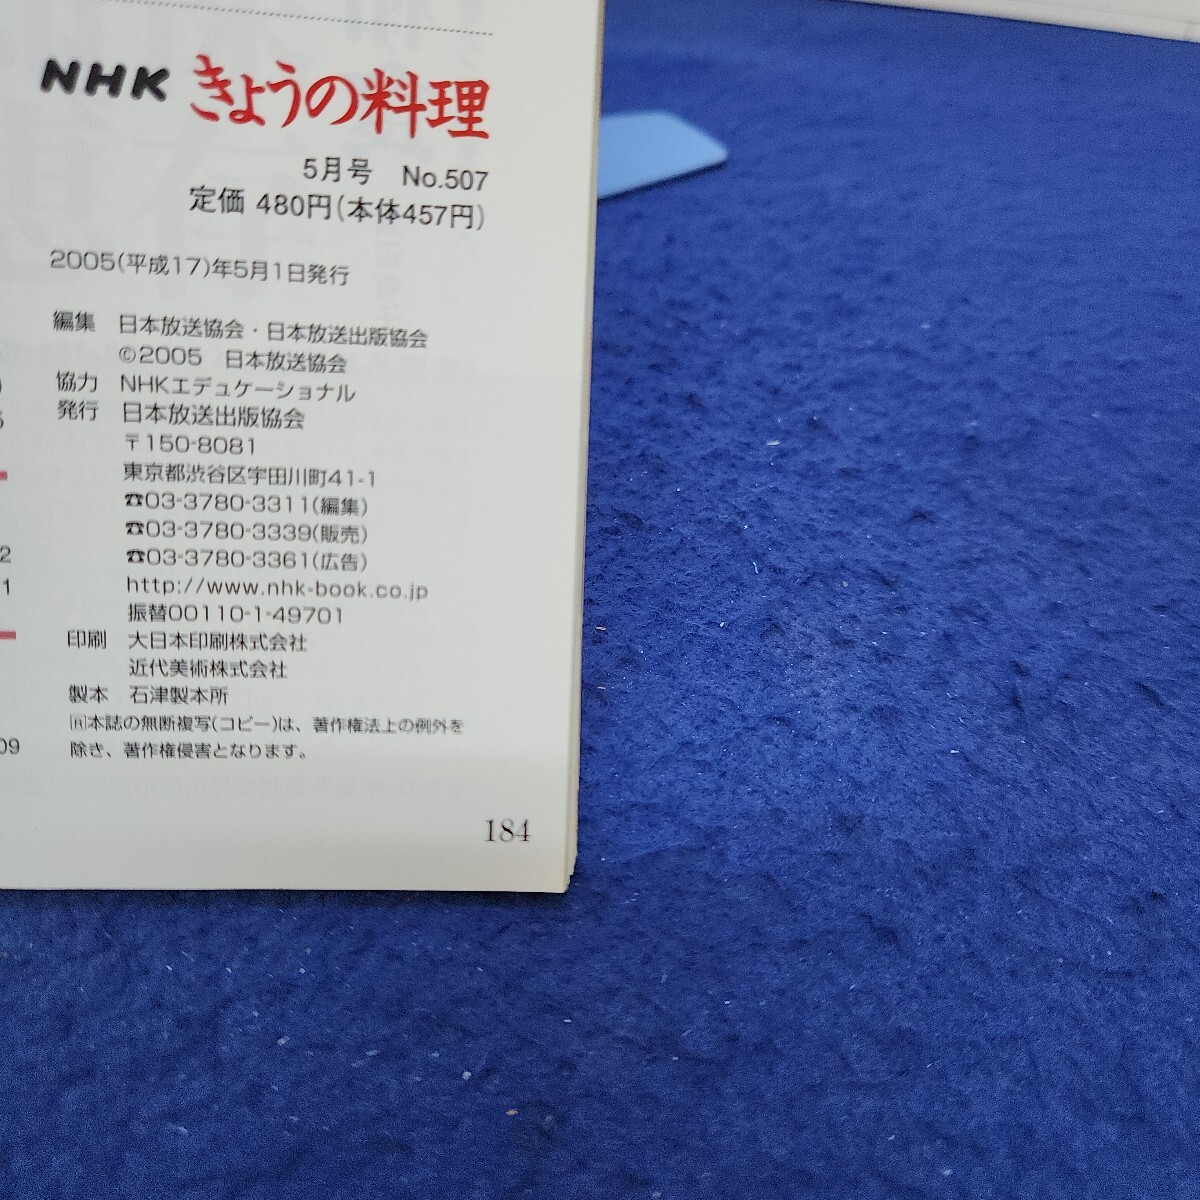 NHK きょうの料理
5月号 No.507
定価 480円(本体457円)
2005(平成17)年5月1日発行
編集 日本放送協会・日本放送出版協会
©2005 日本放送協会
協力 NHKエデュケーショナル
発行 日本放送出版協会
〒150-8081
東京都渋谷区宇田川町41-1
☎03-3780-3311(編集)
☎03-3780-3339(販売)
☎03-3780-3361(広告)
http://www.nhk-book.co.jp
振替00110-1-49701
印刷 大日本印刷株式会社
近代美術株式会社
製本 石津製本所
R本誌の無断複写(コピー)は、著作権法上の例外を
除き、著作権侵害となります。
184